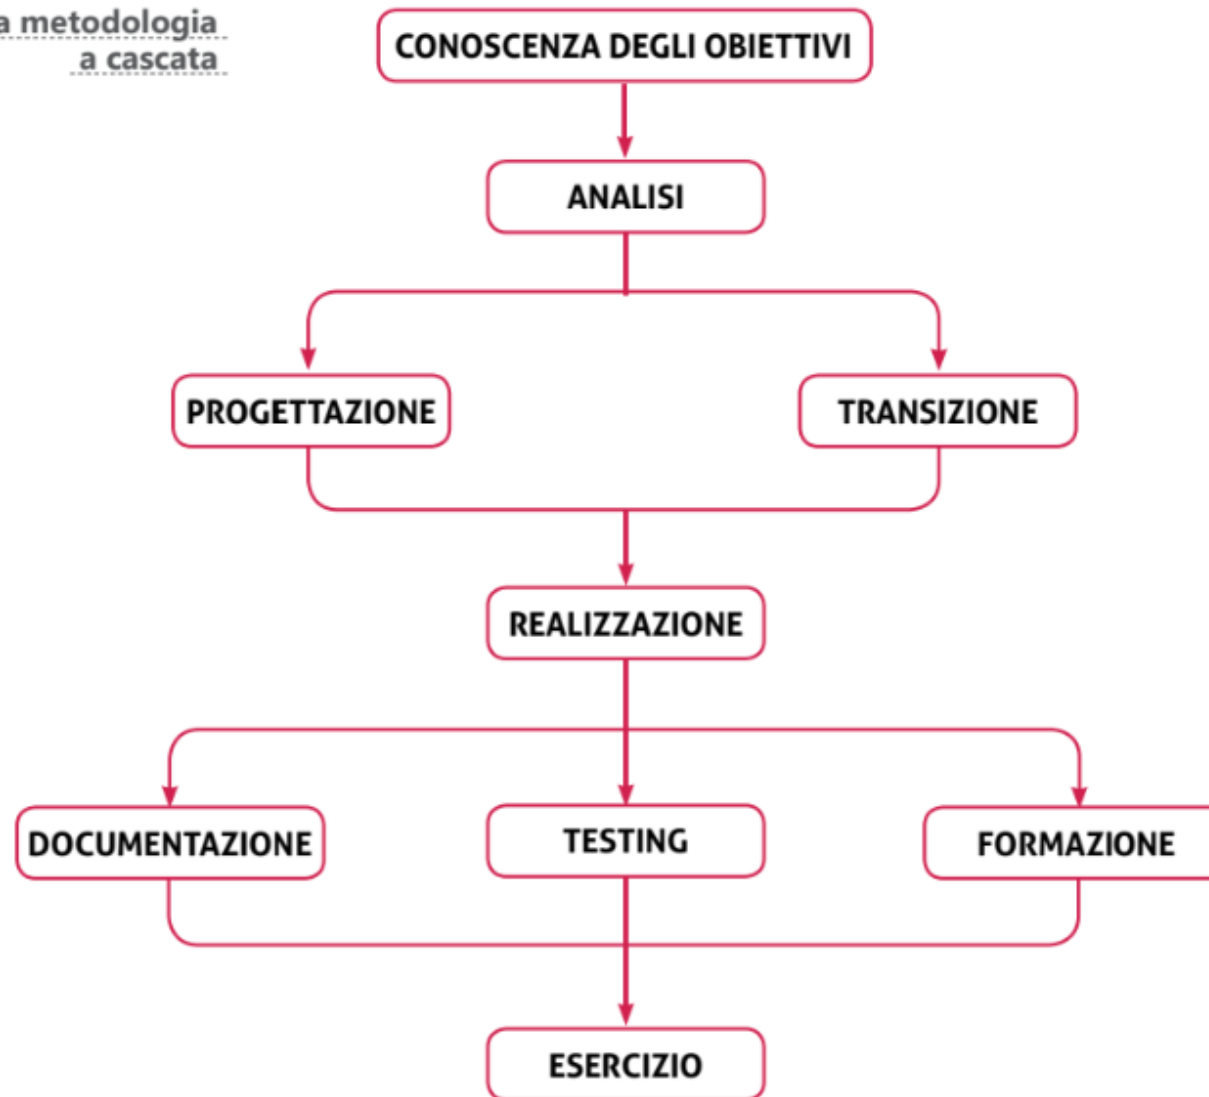 a metodologia
a cascata
CONOSCENZA DEGLI OBIETTIVI
ANALISI
PROGETTAZIONE
TRANSIZIONE
REALIZZAZIONE
DOCUMENTAZIONE
TESTING
FORMAZIONE
ESERCIZIO